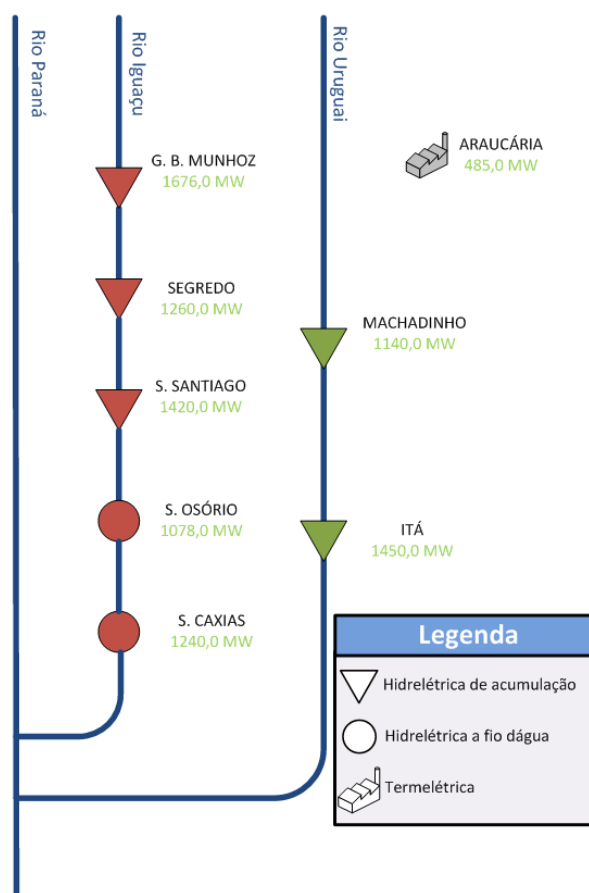 Rio Paraná
Rio Iguaçu
Rio Uruguai
G. B. MUNHOZ
1676,0 MW
SEGREDO
1260,0 MW
S. SANTIAGO
1420,0 MW
S. OSÓRIO
1078,0 MW
S. CAXIAS
1240,0 MW
ARAUCÁRIA
485,0 MW
MACHADINHO
1140,0 MW
ITÁ
1450,0 MW
Legenda
Hidrelétrica de acumulação
Hidrelétrica a fio dágua
Termelétrica